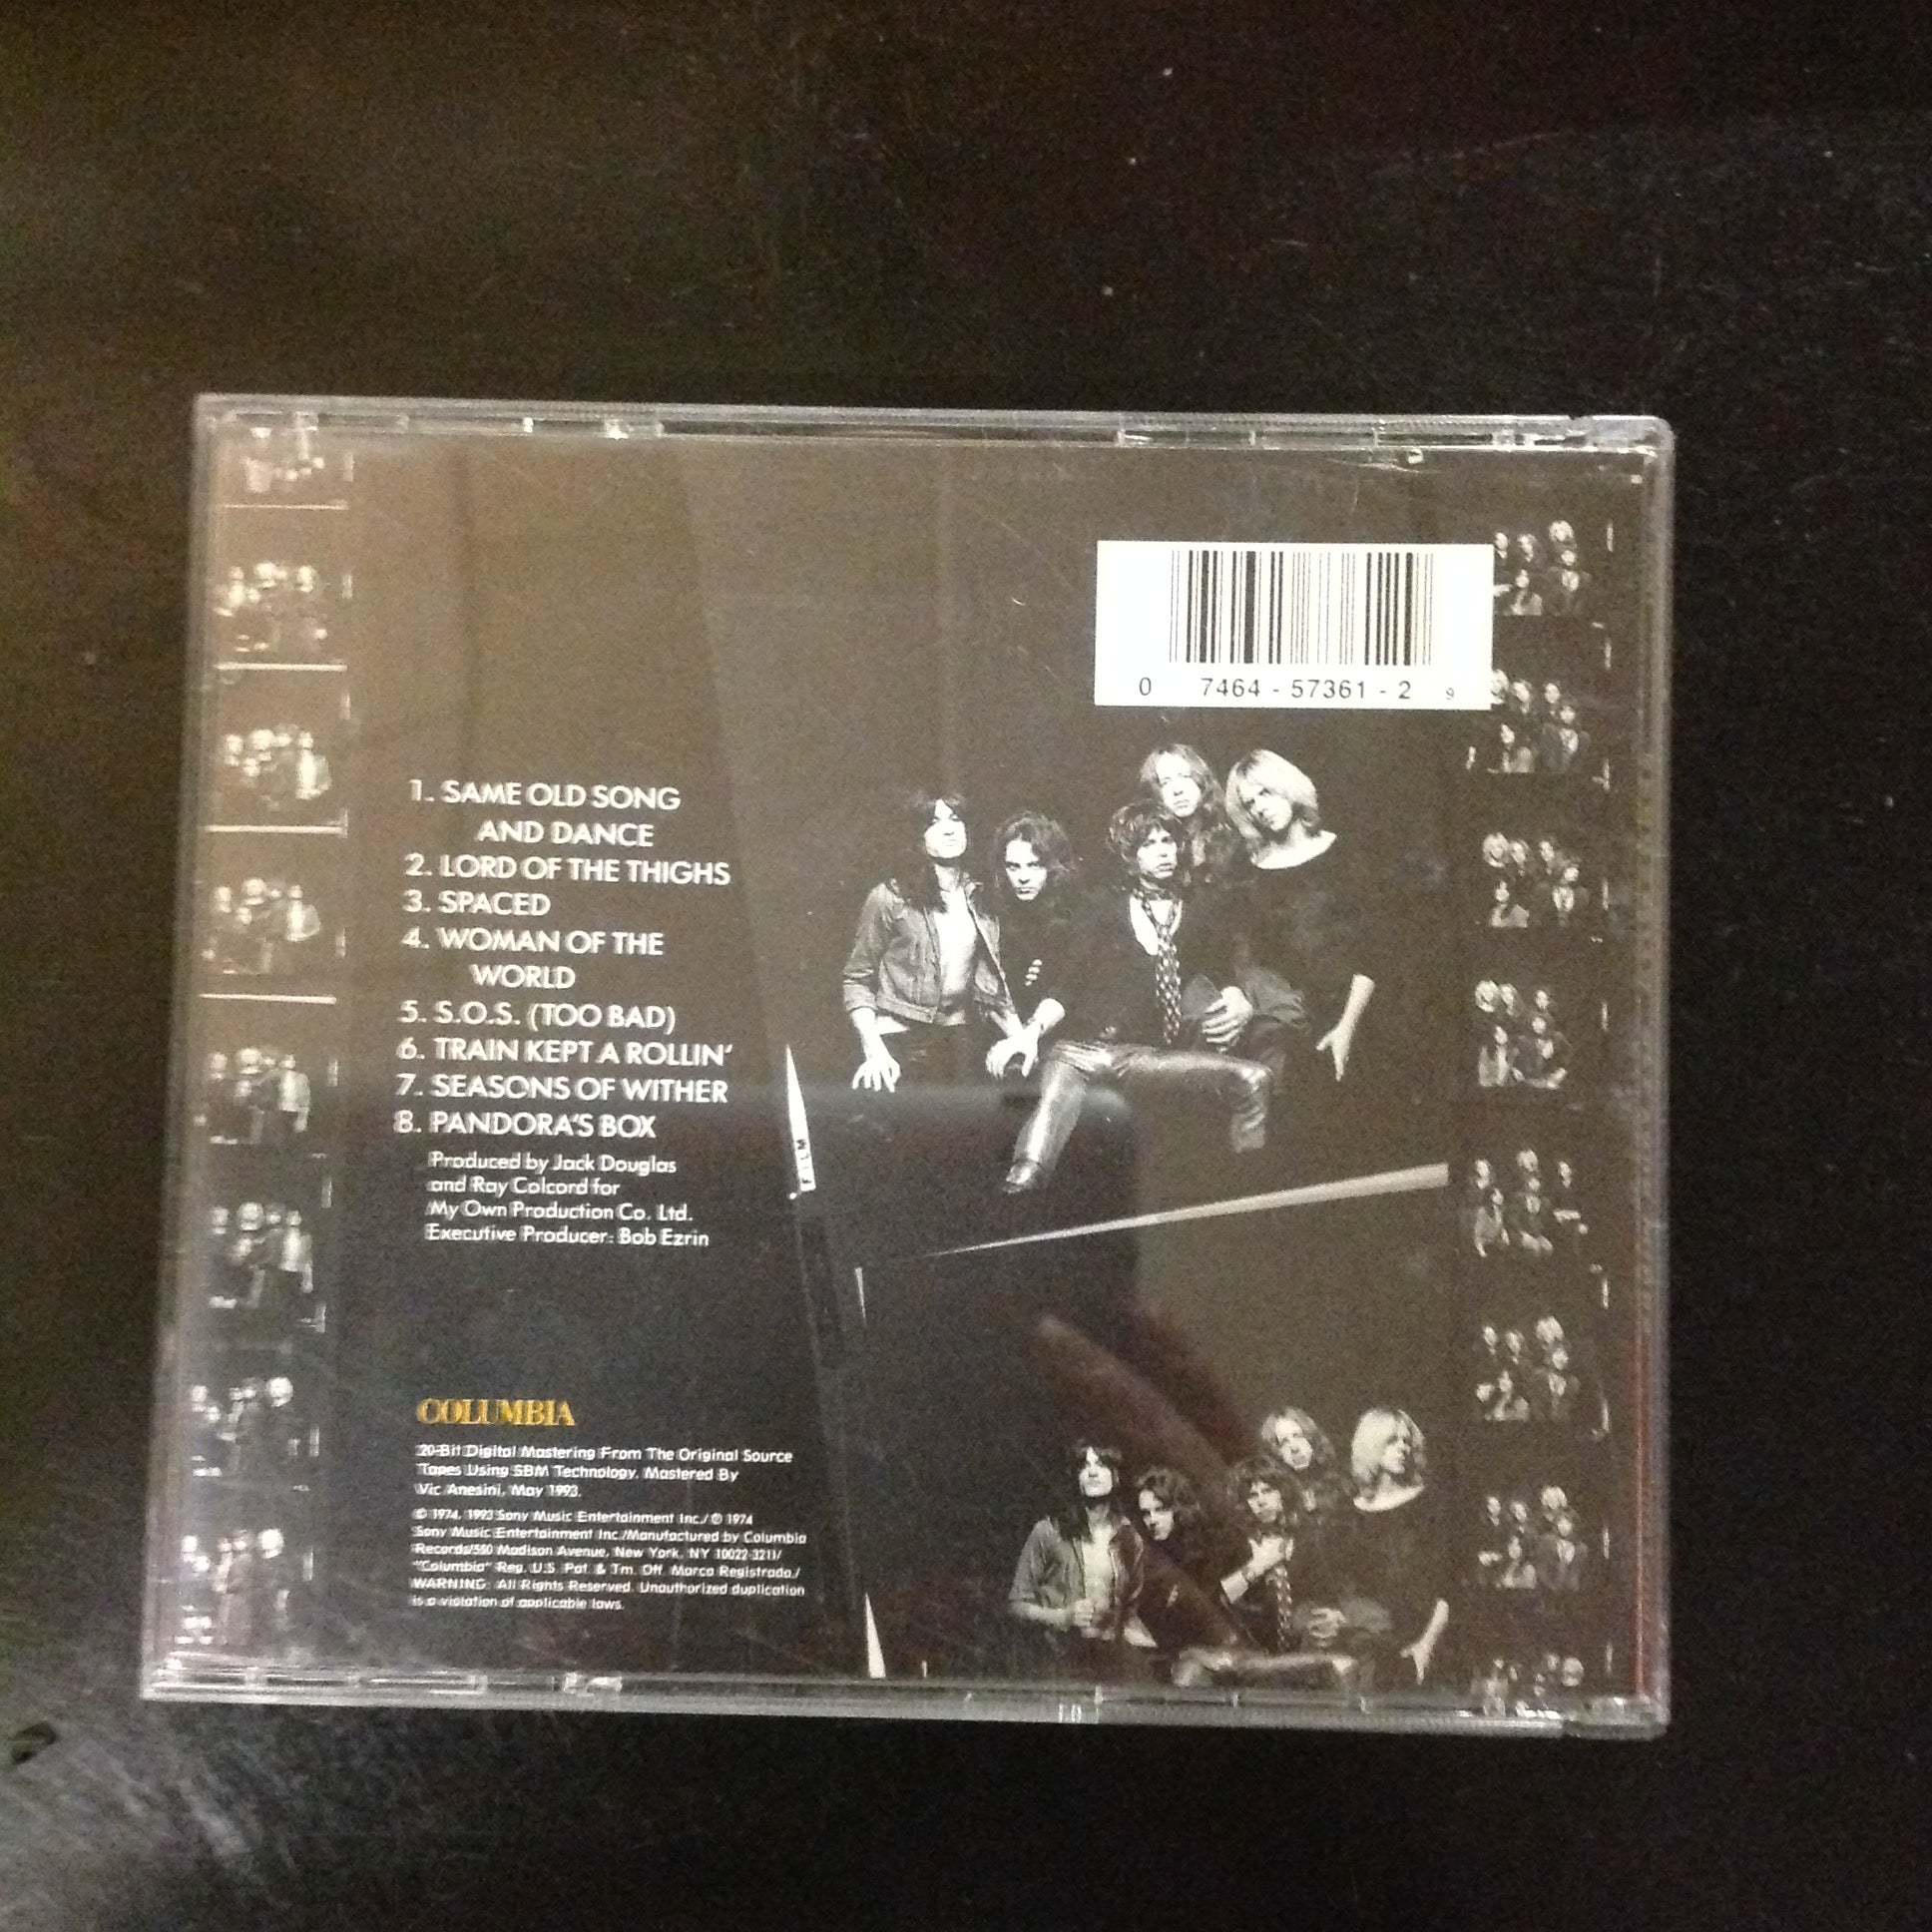 0 7464 - 57361 - 2 9
1. SAME OLD SONG
AND DANCE
2. LORD OF THE THIGHS
3. SPACED
4. WOMAN OF THE
WORLD
5. S.O.S. (TOO BAD)
6. TRAIN KEPT A ROLLIN'
7. SEASONS OF WITHER
8. PANDORA'S BOX
Produced by Jack Douglas
and Ray Colcord for
My Own Production Co. Ltd.
Executive Producer: Bob Ezrin
FILM
COLUMBIA
20-Bit Digital Mastering From The Original Source
Tapes Using SBM Technology. Mastered By
Vic Anesini, May 1993.
© 1974, 1993 Sony Music Entertainment Inc./ ℗ 1974
Sony Music Entertainment Inc./Manufactured by Columbia
Records/550 Madison Avenue, New York, NY 10022-3211/
"Columbia" Reg. U.S. Pat. & Tm. Off. Marca Registrada./
WARNING: All Rights Reserved. Unauthorized duplication
is a violation of applicable laws.